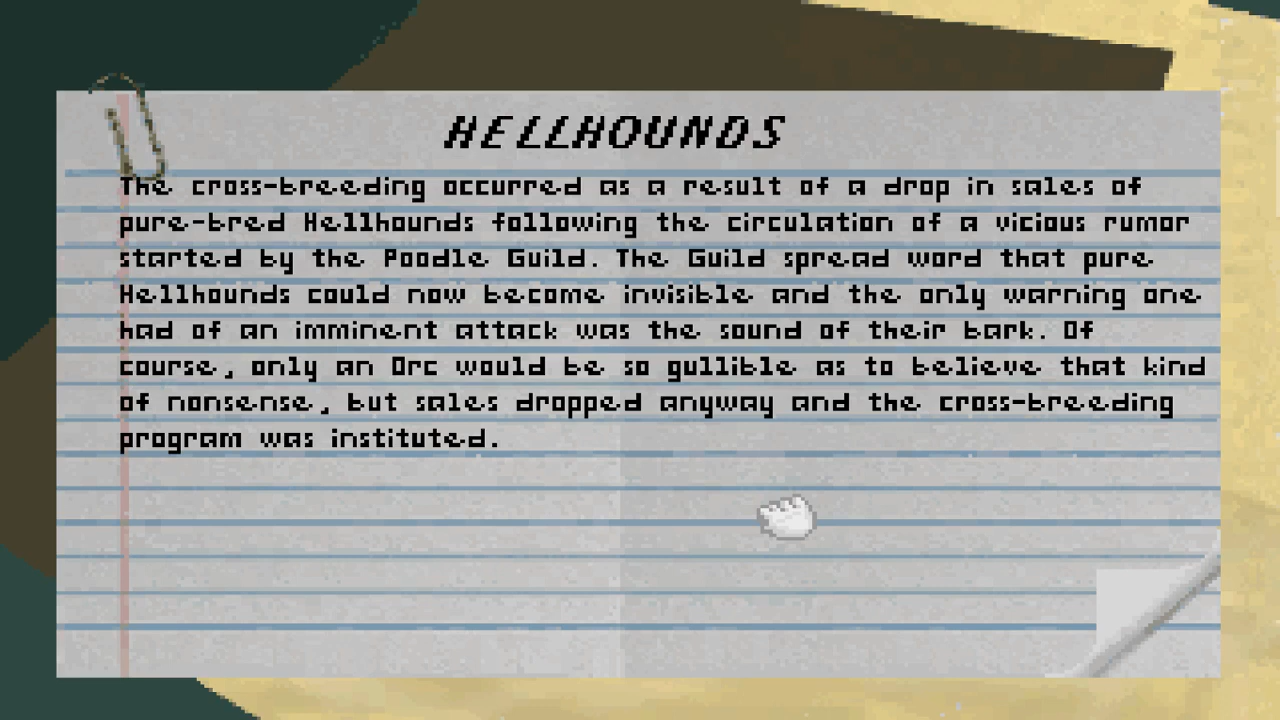 HELLHOUNDS
The cross-breeding occurred as a result of a drop in sales of
pure-bred Hellhounds following the circulation of a vicious rumor
started by the Poodle Guild. The Guild spread word that pure
Hellhounds could now become invisible and the only warning one
had of an imminent attack was the sound of their bark. Of
course, only an Orc would be so gullible as to believe that kind
of nonsense, but sales dropped anyway and the cross-breeding
program was instituted.